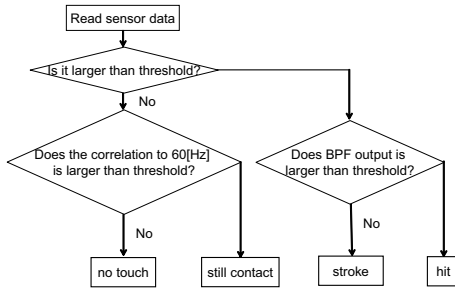 Read sensor data
Is it larger than threshold?
No
Does the correlation to 60[Hz]
is larger than threshold?
Does BPF output is
larger than threshold?
No
No
no touch
still contact
stroke
hit